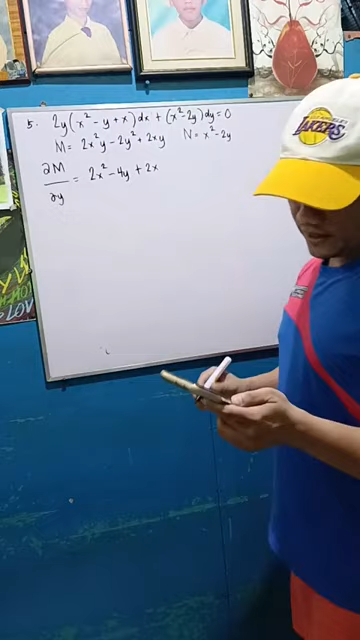 5. 2y(x² - y + x)dx + (x² - 2y)dy = 0
M = 2x²y - 2y² + 2xy N = x² - 2y
∂M/∂y = 2x² - 4y + 2x
LAKERS